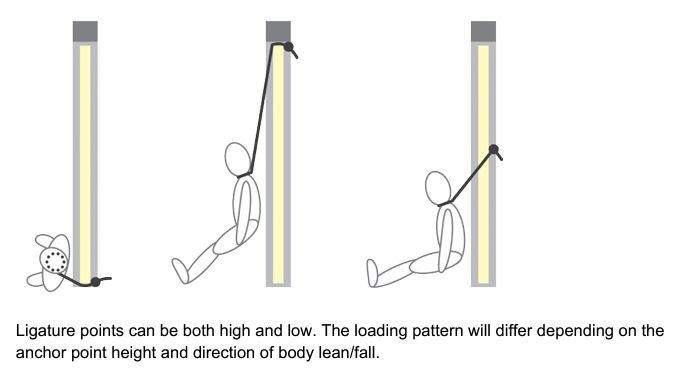 Ligature points can be both high and low. The loading pattern will differ depending on the
anchor point height and direction of body lean/fall.